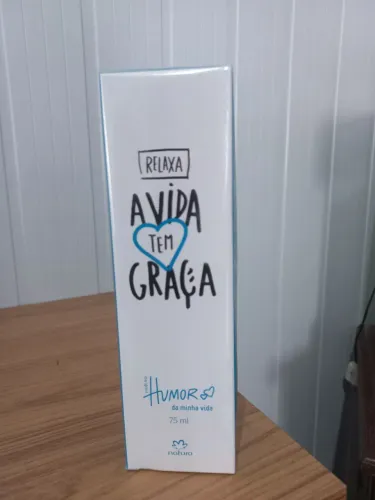 RELAXA
A VIDA
TEM
GRAÇA
HUMOR
da minha vida
75 ml
natura